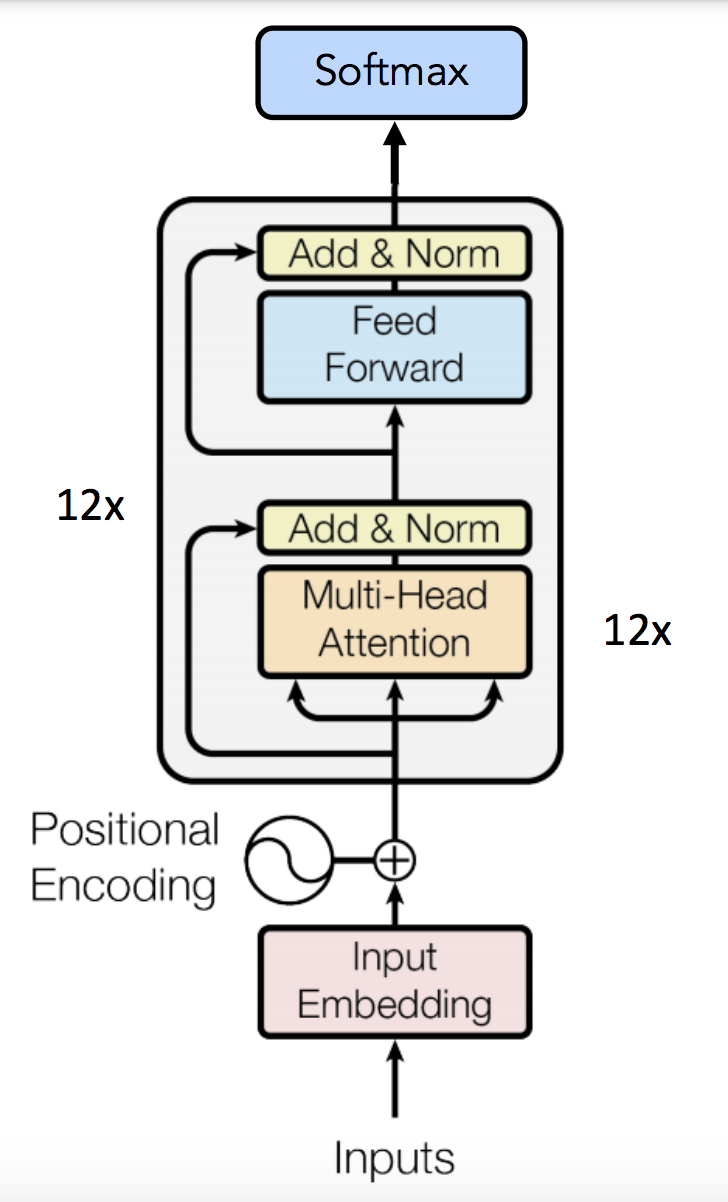 Softmax
Add & Norm
Feed
Forward
12x
Add & Norm
Multi-Head
Attention
12x
Positional
Encoding
Input
Embedding
Inputs